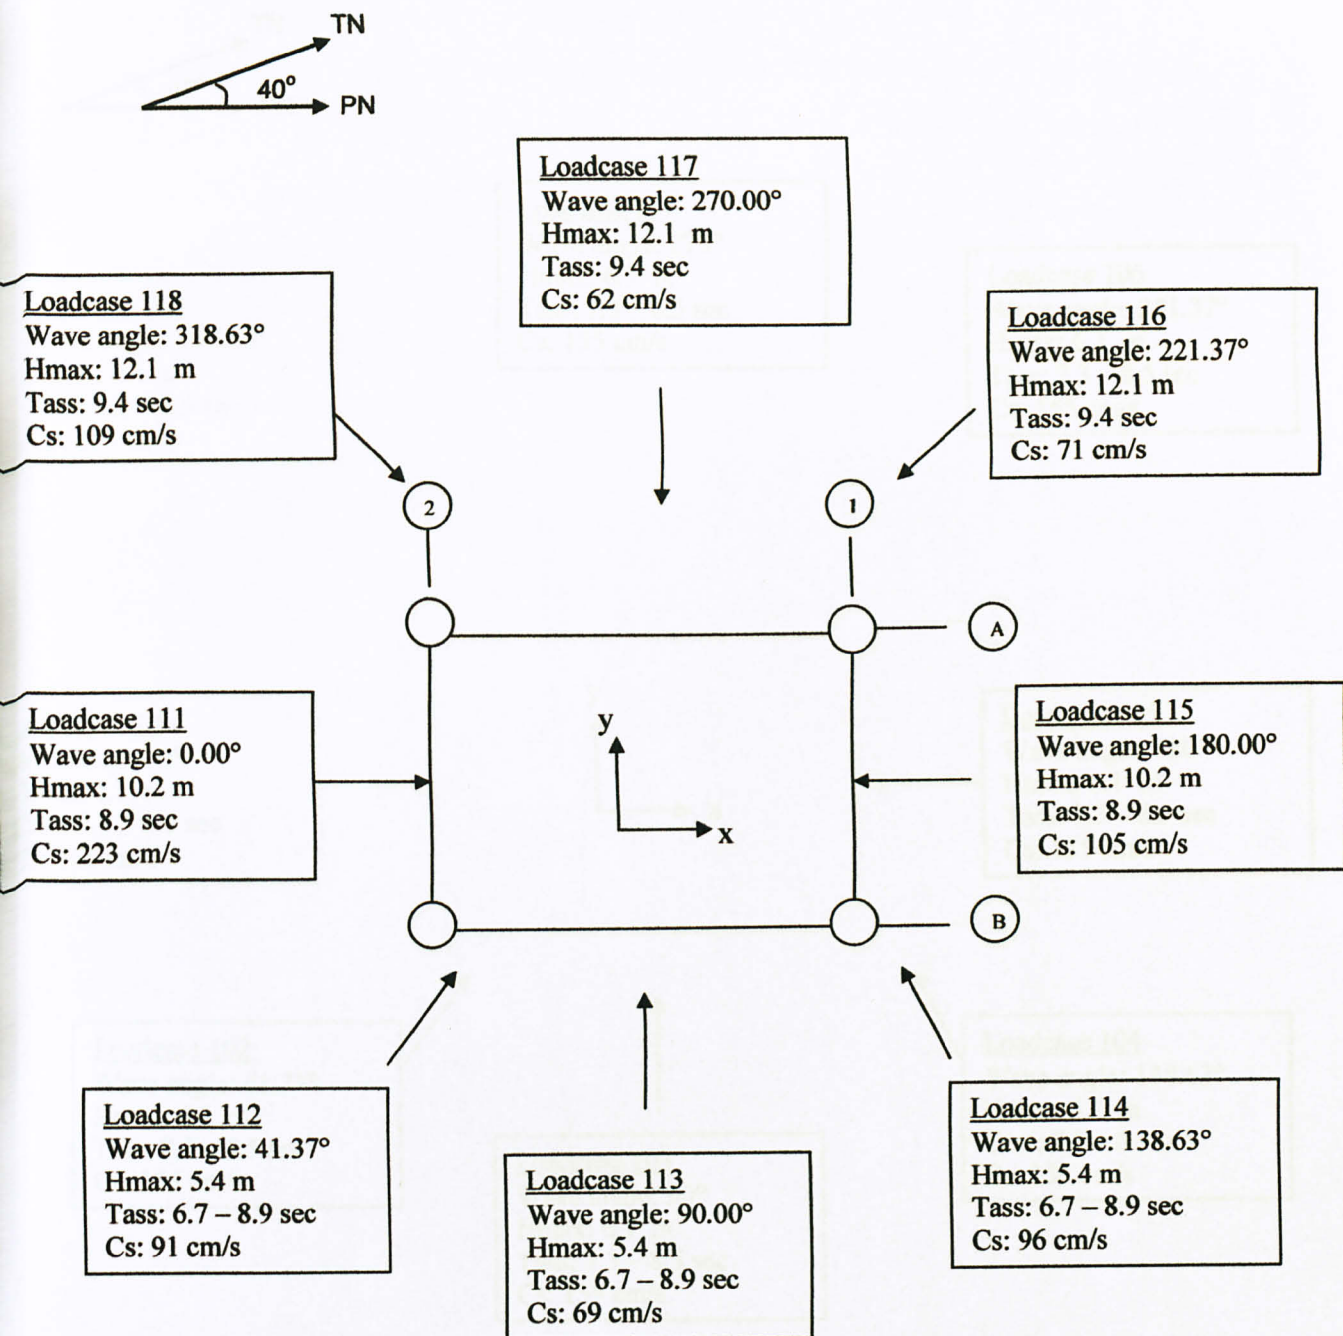 TN
40°
PN
Loadcase 117
Wave angle: 270.00°
Hmax: 12.1 m
Tass: 9.4 sec
Cs: 62 cm/s
Loadcase 118
Wave angle: 318.63°
Hmax: 12.1 m
Tass: 9.4 sec
Cs: 109 cm/s
Loadcase 116
Wave angle: 221.37°
Hmax: 12.1 m
Tass: 9.4 sec
Cs: 71 cm/s
2
1
A
Loadcase 111
Wave angle: 0.00°
Hmax: 10.2 m
Tass: 8.9 sec
Cs: 223 cm/s
y
x
Loadcase 115
Wave angle: 180.00°
Hmax: 10.2 m
Tass: 8.9 sec
Cs: 105 cm/s
B
Loadcase 112
Wave angle: 41.37°
Hmax: 5.4 m
Tass: 6.7 – 8.9 sec
Cs: 91 cm/s
Loadcase 113
Wave angle: 90.00°
Hmax: 5.4 m
Tass: 6.7 – 8.9 sec
Cs: 69 cm/s
Loadcase 114
Wave angle: 138.63°
Hmax: 5.4 m
Tass: 6.7 – 8.9 sec
Cs: 96 cm/s